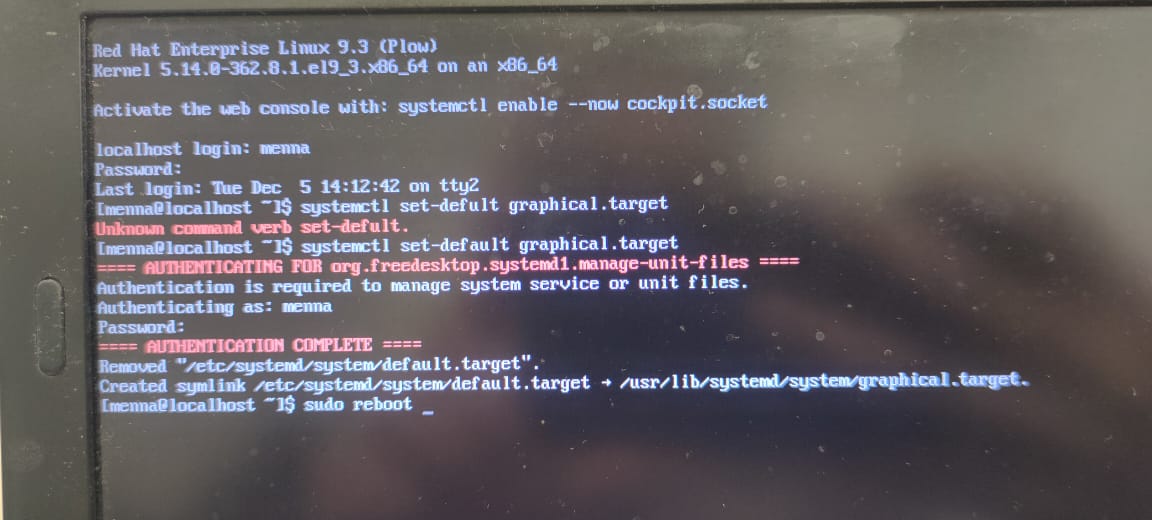 Red Hat Enterprise Linux 9.3 (Plow)
Kernel 5.14.0-362.8.1.el9_3.x86_64 on an x86_64
Activate the web console with: systemctl enable --now cockpit.socket
localhost login: menna
Password:
Last login: Tue Dec  5 14:12:42 on tty2
[menna@localhost ~]$ systemctl set-defult graphical.target
Unknown command verb set-defult.
[menna@localhost ~]$ systemctl set-default graphical.target
==== AUTHENTICATING FOR org.freedesktop.systemd1.manage-unit-files ====
Authentication is required to manage system service or unit files.
Authenticating as: menna
Password:
==== AUTHENTICATION COMPLETE ====
Removed "/etc/systemd/system/default.target".
Created symlink /etc/systemd/system/default.target → /usr/lib/systemd/system/graphical.target.
[menna@localhost ~]$ sudo reboot _